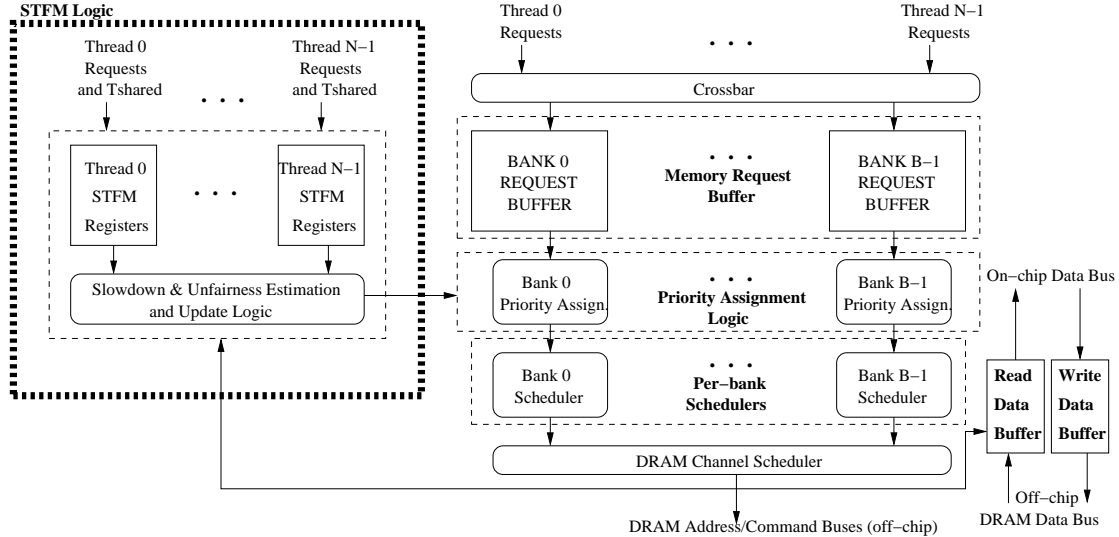 STFM Logic
Thread 0
Requests
and Tshared
. . .
Thread N−1
Requests
and Tshared
Thread 0
STFM
Registers
. . .
Thread N−1
STFM
Registers
Slowdown & Unfairness Estimation
and Update Logic
Thread 0
Requests
. . .
Thread N−1
Requests
Crossbar
BANK 0
REQUEST
BUFFER
. . .
Memory Request
Buffer
BANK B−1
REQUEST
BUFFER
Bank 0
Priority Assign.
. . .
Priority Assignment
Logic
Bank B−1
Priority Assign.
Bank 0
Scheduler
. . .
Per−bank
Schedulers
Bank B−1
Scheduler
DRAM Channel Scheduler
DRAM Address/Command Buses (off−chip)
On−chip Data Bus
Read
Data
Buffer
Write
Data
Buffer
Off−chip
DRAM Data Bus